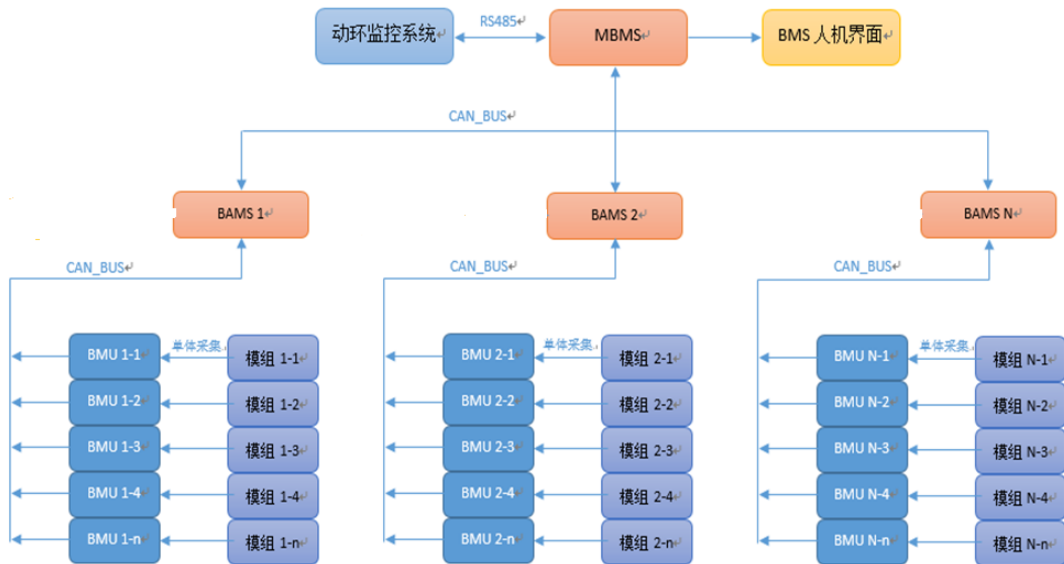 动环监控系统
RS485
MBMS
BMS 人机界面
CAN_BUS
BAMS 1
BAMS 2
BAMS N
CAN_BUS
CAN_BUS
CAN_BUS
BMU 1-1
单体采集
模组 1-1
BMU 1-2
模组 1-2
BMU 1-3
模组 1-3
BMU 1-4
模组 1-4
BMU 1-n
模组 1-n
BMU 2-1
单体采集
模组 2-1
BMU 2-2
模组 2-2
BMU 2-3
模组 2-3
BMU 2-4
模组 2-4
BMU 2-n
模组 2-n
BMU N-1
单体采集
模组 N-1
BMU N-2
模组 N-2
BMU N-3
模组 N-3
BMU N-4
模组 N-4
BMU N-n
模组 N-n